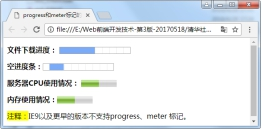 progress和meter标记
file:///E:/Web前端开发技术-第3版-20170518/清华社
文件下载进度：
空进度条：
服务器CPU使用情况：
内存使用情况：
注释：IE9以及更早的版本不支持progress、meter 标记。